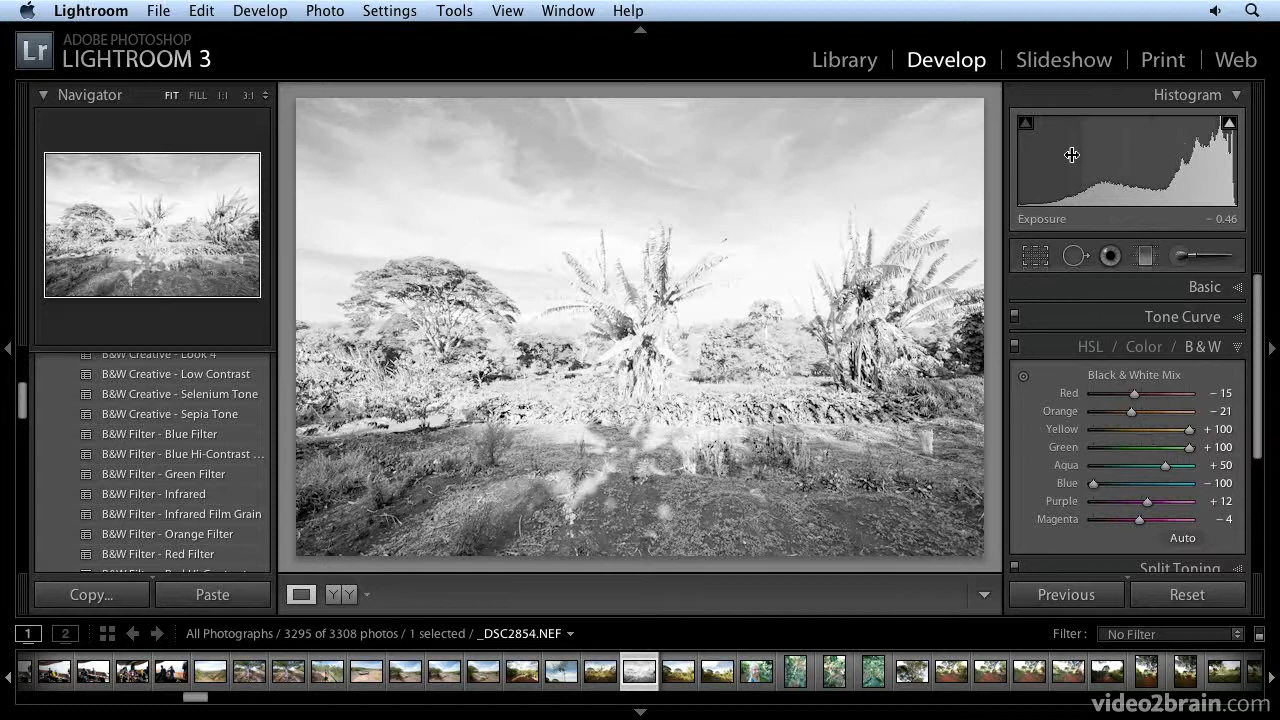 Lightroom File Edit Develop Photo Settings Tools View Window Help
Lr ADOBE PHOTOSHOP
LIGHTROOM 3
Library | Develop | Slideshow | Print | Web
Navigator FIT FILL 1:1 3:1
Histogram
Exposure – 0.46
Basic
Tone Curve
HSL / Color / B&W
Black & White Mix
Red – 15
Orange – 21
Yellow + 100
Green + 100
Aqua + 50
Blue – 100
Purple + 12
Magenta – 4
Auto
Split Toning
B&W Creative - Look 4
B&W Creative - Low Contrast
B&W Creative - Selenium Tone
B&W Creative - Sepia Tone
B&W Filter - Blue Filter
B&W Filter - Blue Hi-Contrast ...
B&W Filter - Green Filter
B&W Filter - Infrared
B&W Filter - Infrared Film Grain
B&W Filter - Orange Filter
B&W Filter - Red Filter
Copy... Paste
Y Y
Previous Reset
1 2 All Photographs / 3295 of 3308 photos / 1 selected / _DSC2854.NEF
Filter : No Filter
video2brain.com